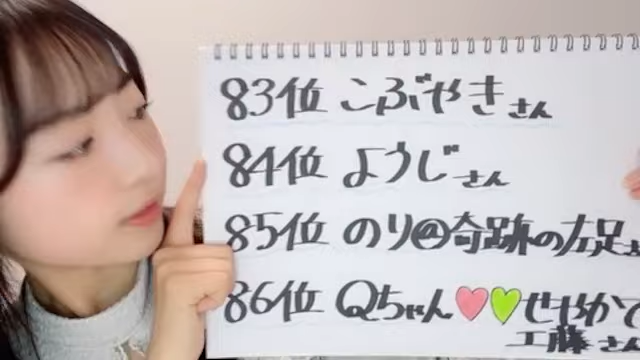 83位 こぶやきさん
84位 ようじさん
85位 のり@奇跡の左足
86位 Qちゃん🩷💚せやかて
工藤さん